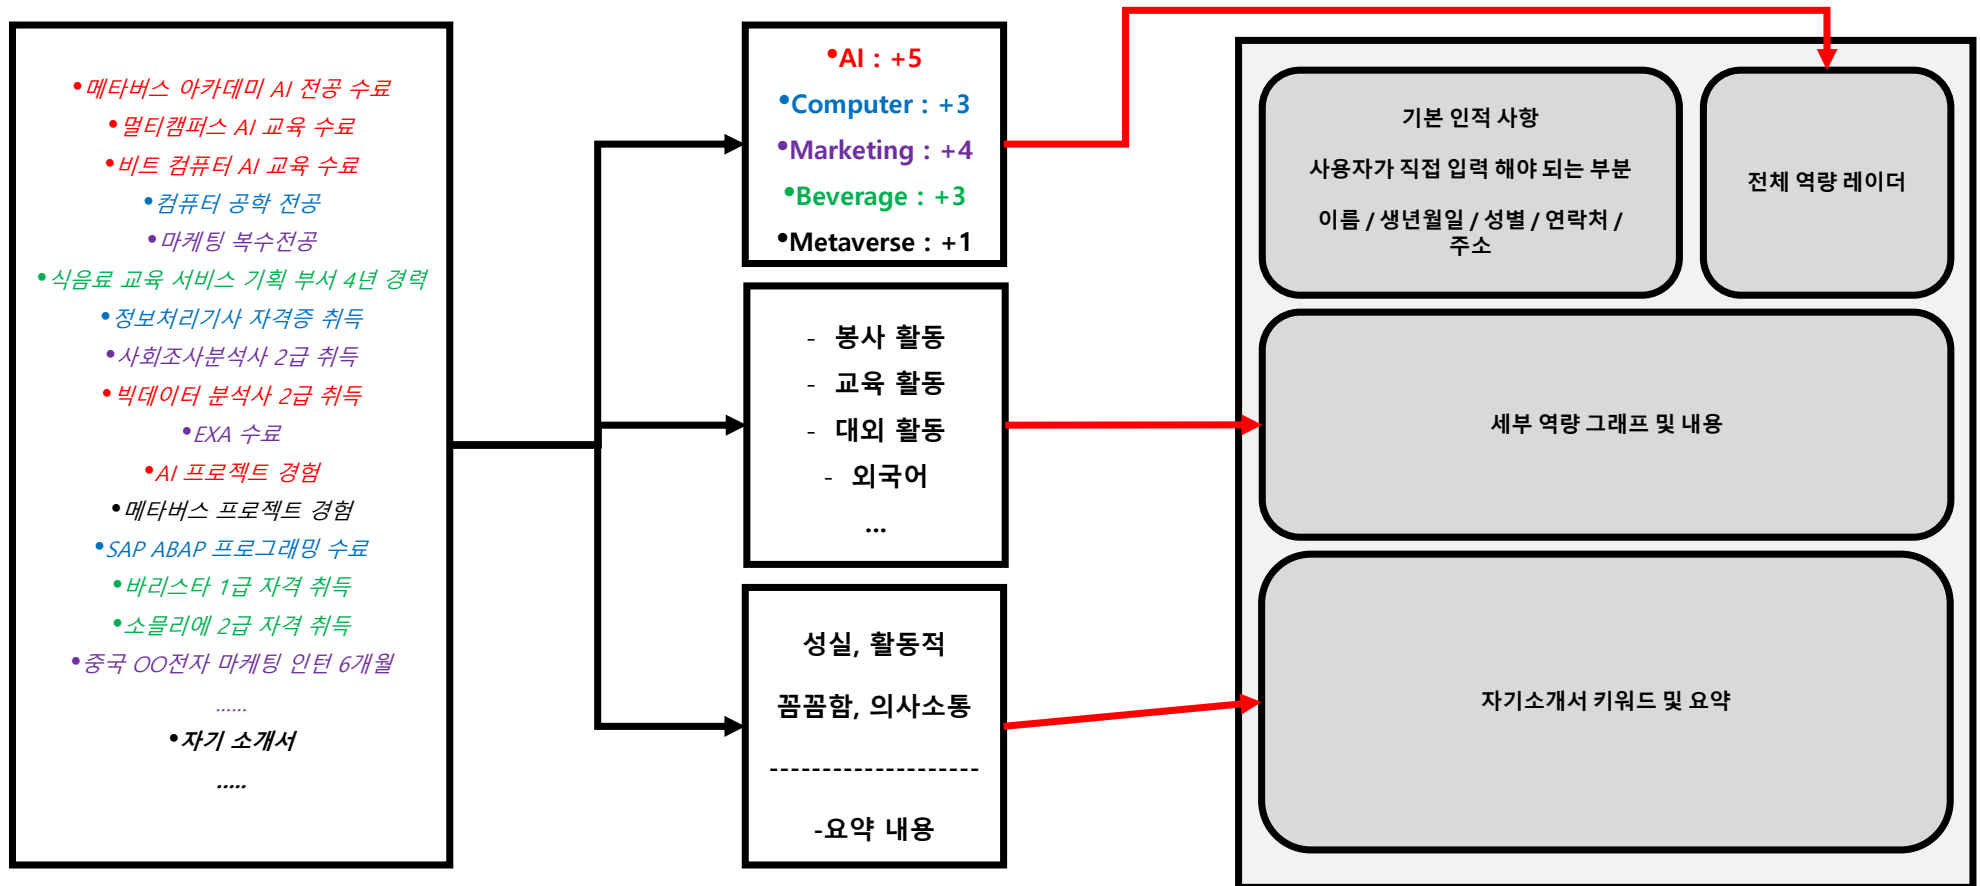 •메타버스 아카데미 AI 전공 수료
•멀티캠퍼스 AI 교육 수료
•비트 컴퓨터 AI 교육 수료
•컴퓨터 공학 전공
•마케팅 복수전공
•식음료 교육 서비스 기획 부서 4년 경력
•정보처리기사 자격증 취득
•사회조사분석사 2급 취득
•빅데이터 분석사 2급 취득
•EXA 수료
•AI 프로젝트 경험
•메타버스 프로젝트 경험
•SAP ABAP 프로그래밍 수료
•바리스타 1급 자격 취득
•소믈리에 2급 자격 취득
•중국 OO전자 마케팅 인턴 6개월
......
•자기 소개서
.....
•AI : +5
•Computer : +3
•Marketing : +4
•Beverage : +3
•Metaverse : +1
- 봉사 활동
- 교육 활동
- 대외 활동
- 외국어
...
성실, 활동적
꼼꼼함, 의사소통
--------------------
-요약 내용
기본 인적 사항
사용자가 직접 입력 해야 되는 부분
이름 / 생년월일 / 성별 / 연락처 /
주소
전체 역량 레이더
세부 역량 그래프 및 내용
자기소개서 키워드 및 요약